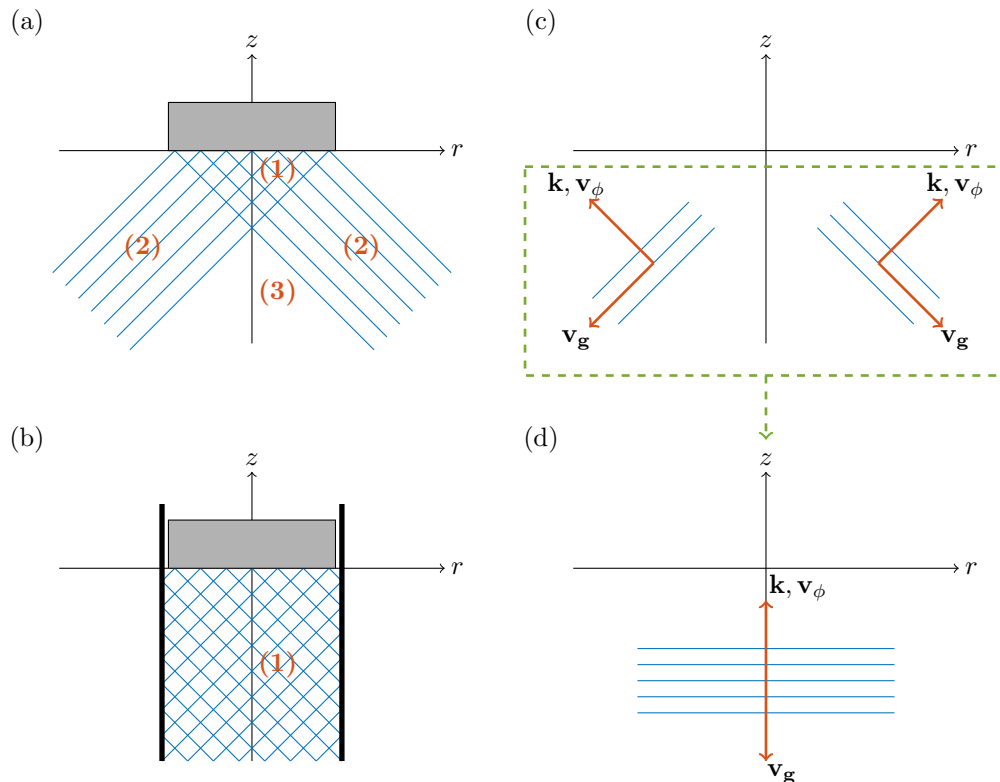 (a)
z
r
(1)
(2)
(2)
(3)
(c)
z
r
k, v_ϕ
k, v_ϕ
v_g
v_g
(b)
z
r
(1)
(d)
z
r
k, v_ϕ
v_g